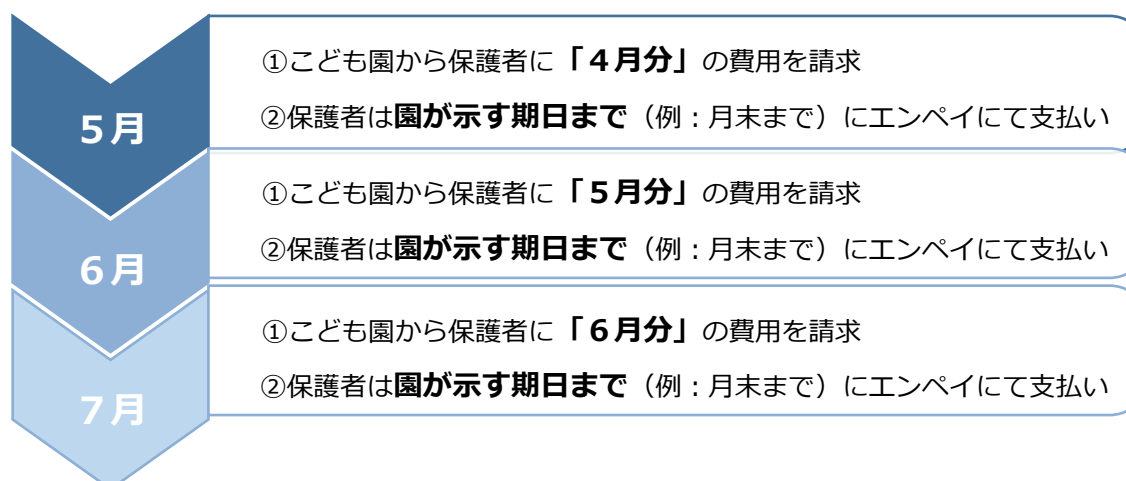 5月
①こども園から保護者に「４月分」の費用を請求
②保護者は園が示す期日まで（例：月末まで）にエンペイにて支払い
6月
①こども園から保護者に「５月分」の費用を請求
②保護者は園が示す期日まで（例：月末まで）にエンペイにて支払い
7月
①こども園から保護者に「６月分」の費用を請求
②保護者は園が示す期日まで（例：月末まで）にエンペイにて支払い